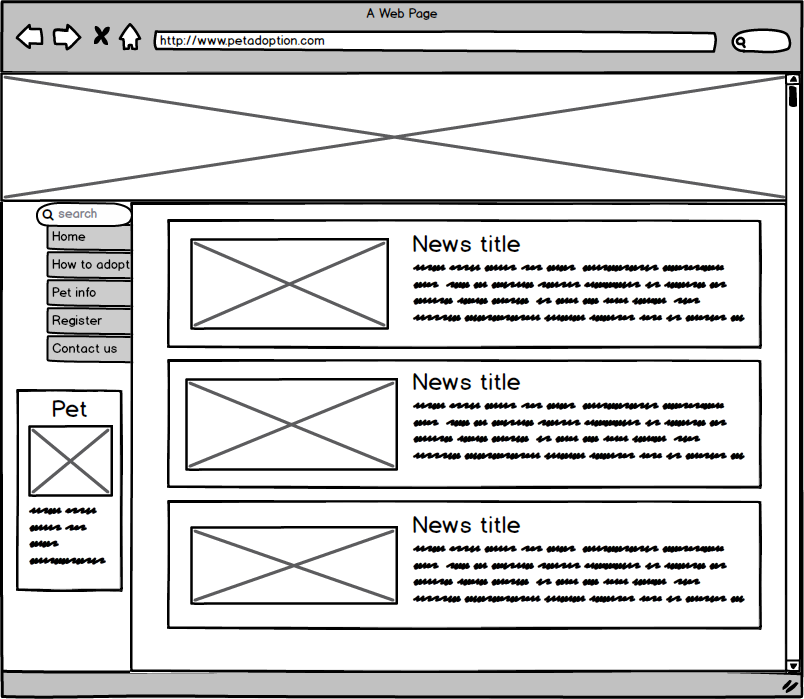 A Web Page
http://www.petadoption.com
search
Home
How to adopt
Pet info
Register
Contact us
Pet
News title
News title
News title